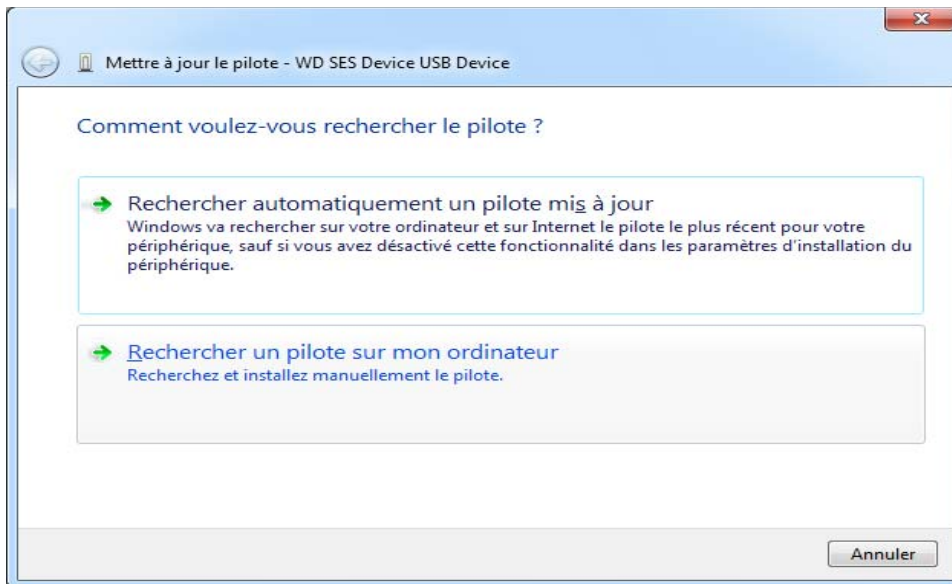 Mettre à jour le pilote - WD SES Device USB Device
Comment voulez-vous rechercher le pilote ?
Rechercher automatiquement un pilote mis à jour
Windows va rechercher sur votre ordinateur et sur Internet le pilote le plus récent pour votre
périphérique, sauf si vous avez désactivé cette fonctionnalité dans les paramètres d'installation du
périphérique.
Rechercher un pilote sur mon ordinateur
Recherchez et installez manuellement le pilote.
Annuler